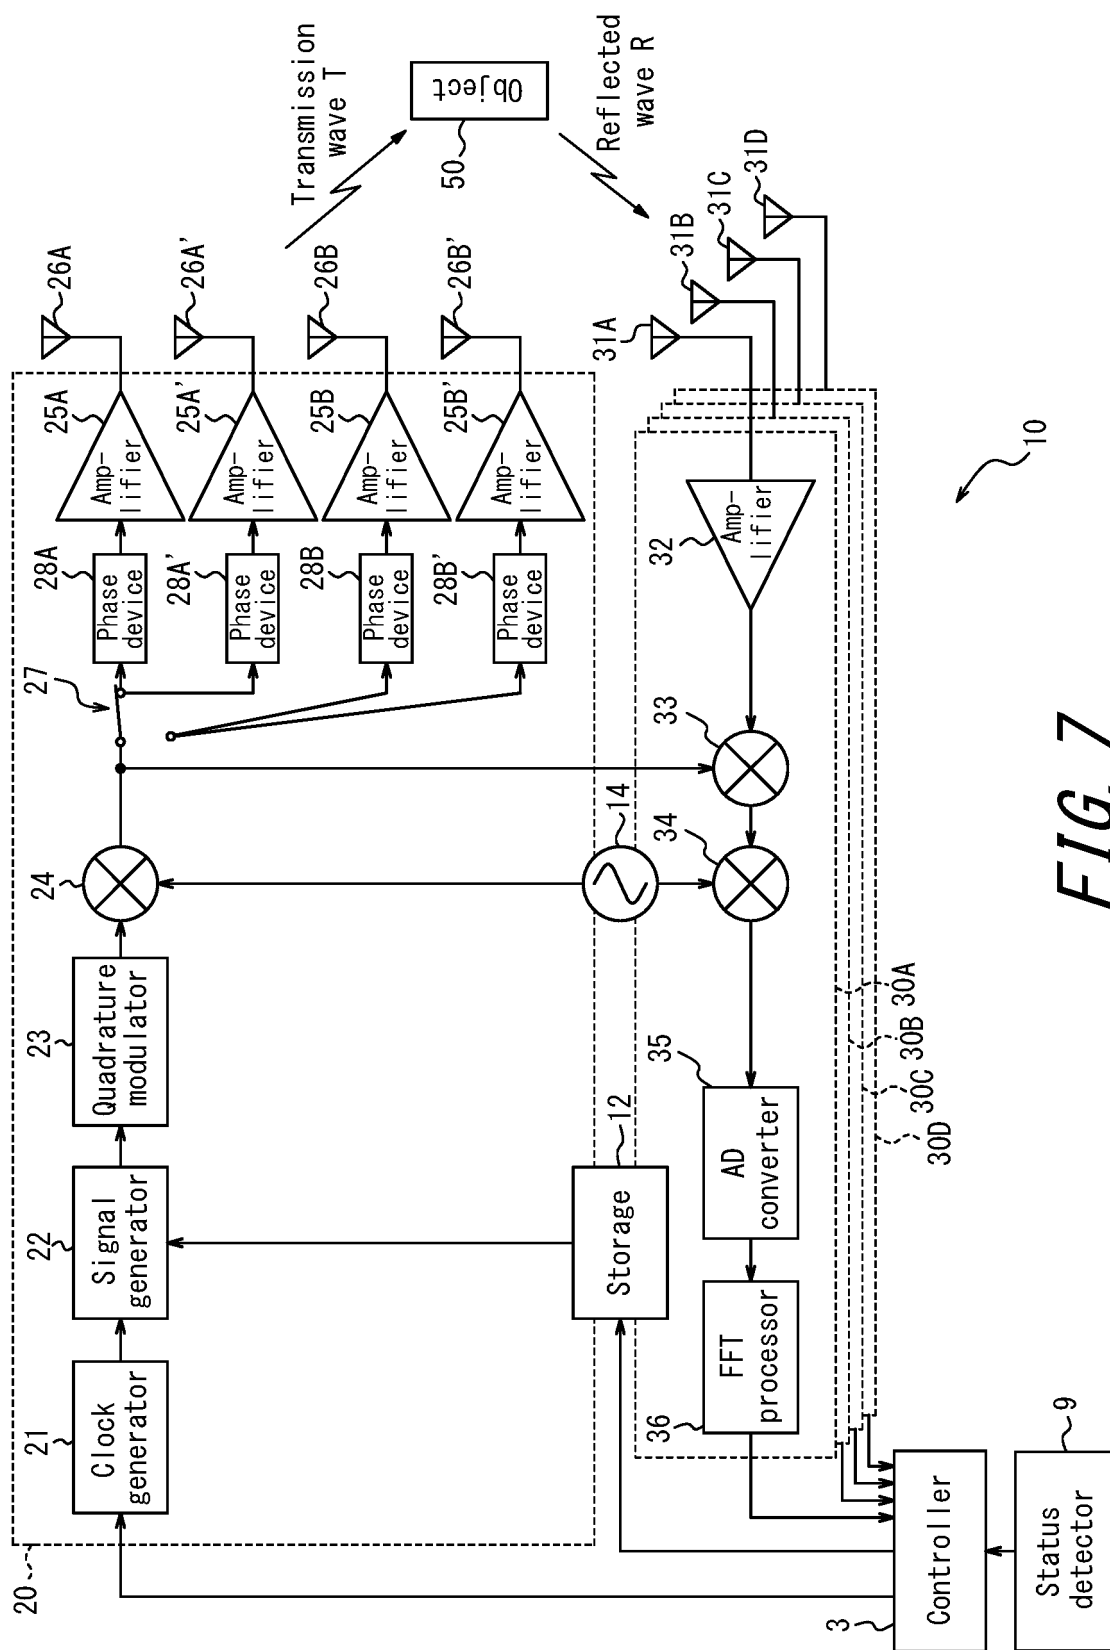 20
21
Clock
generator
22
Signal
generator
23
Quadrature
modulator
24
27
28A
Phase
device
25A
Amp-
lifier
26A
28A'
Phase
device
25A'
Amp-
lifier
26A'
28B
Phase
device
25B
Amp-
lifier
26B
28B'
Phase
device
25B'
Amp-
lifier
26B'
Transmission
wave T
Object
50
Reflected
wave R
12
Storage
14
31A
31B
31C
31D
32
Amp-
lifier
33
34
35
AD
converter
36
FFT
processor
30A
30B
30C
30D
3
Controller
9
Status
detector
10
FIG. 7